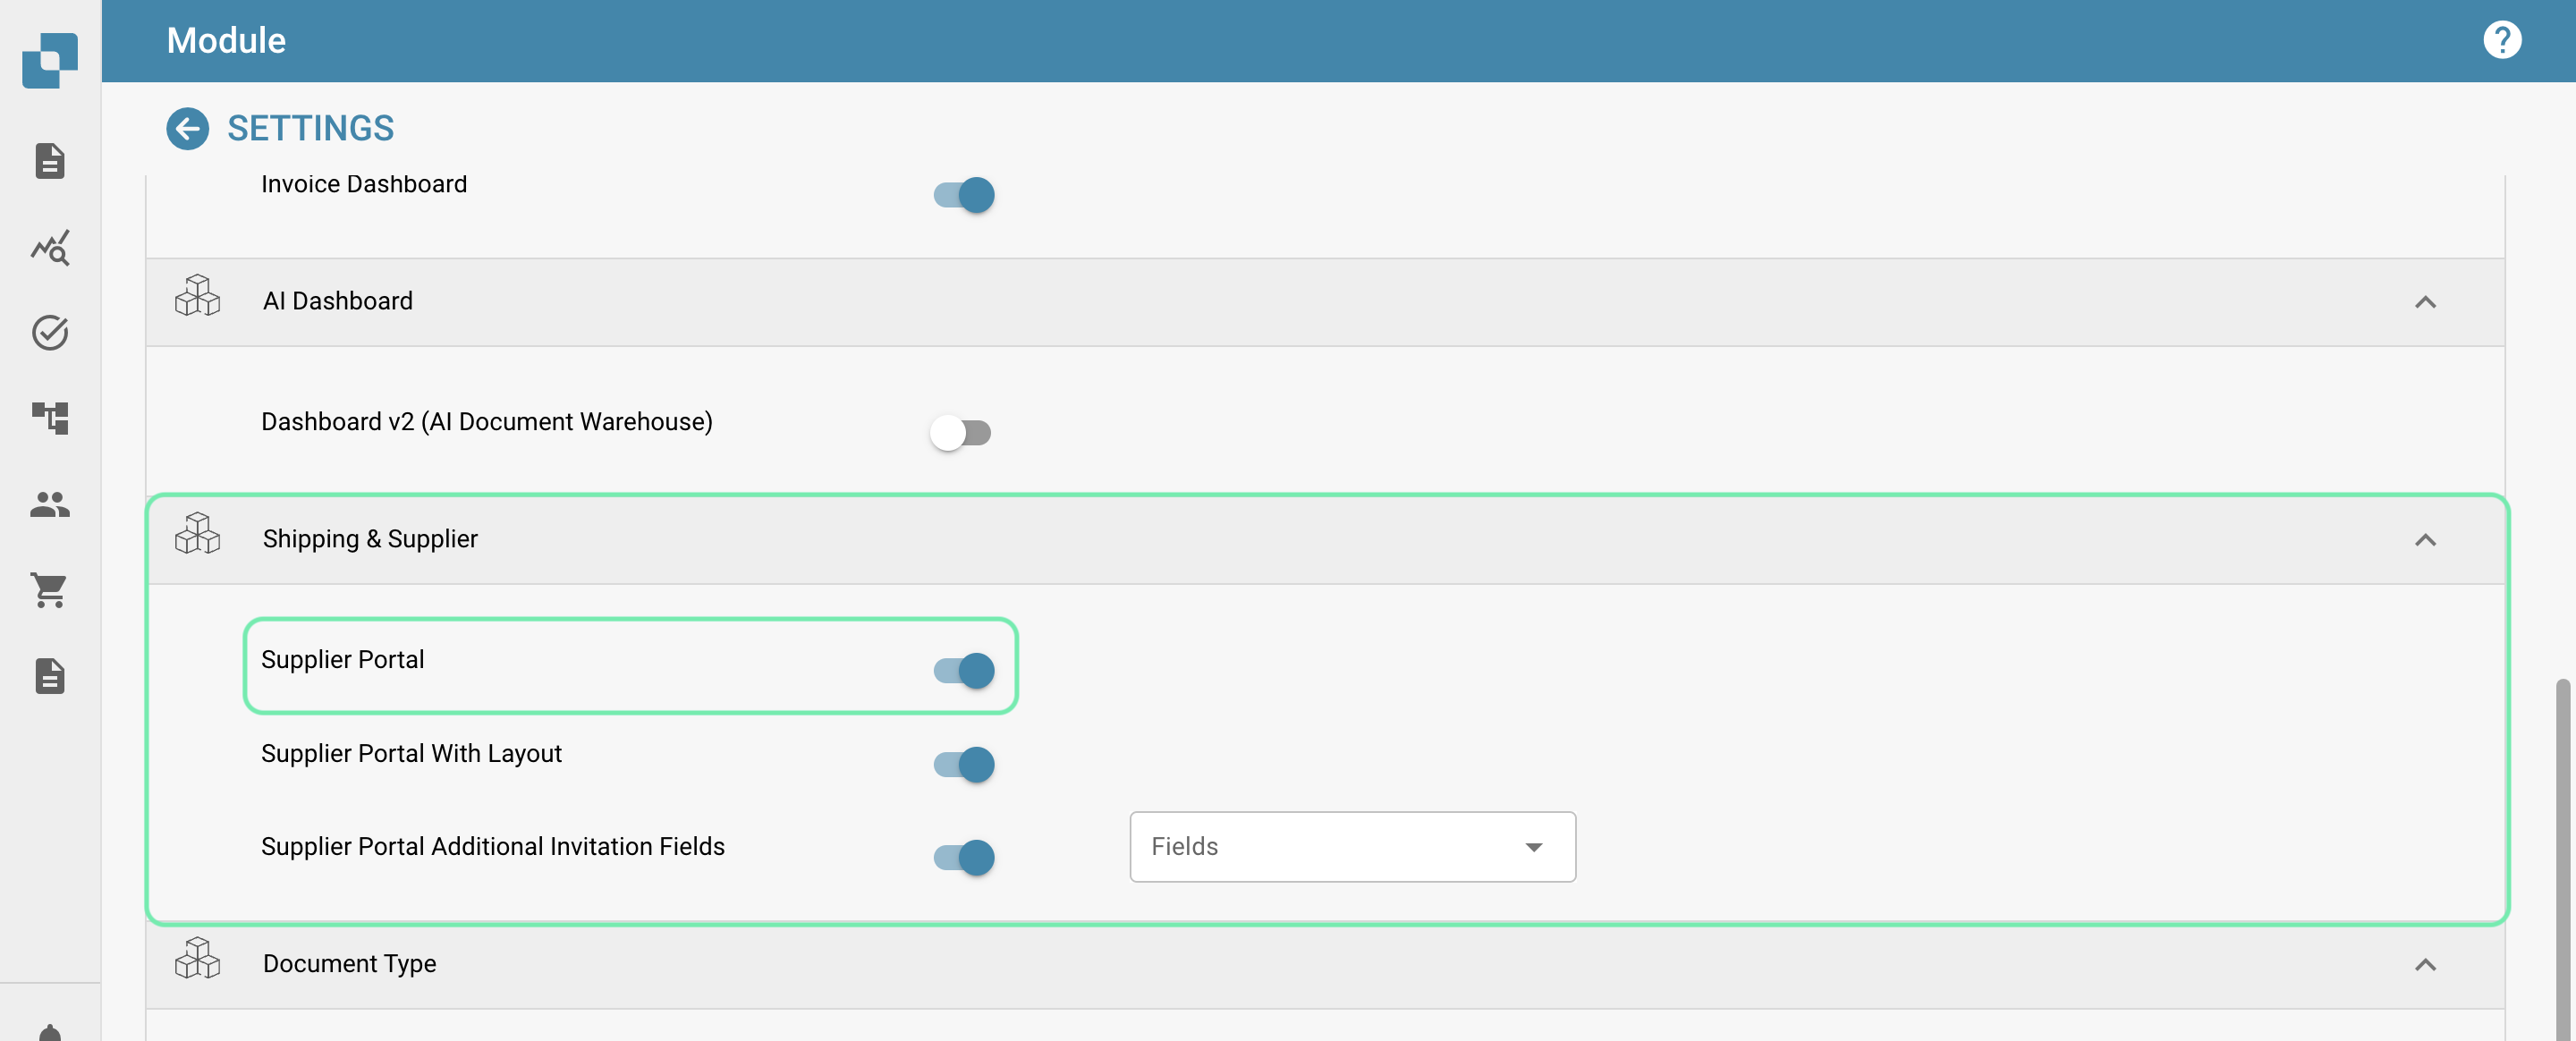 Module
?
SETTINGS
Invoice Dashboard
AI Dashboard
Dashboard v2 (AI Document Warehouse)
Shipping & Supplier
Supplier Portal
Supplier Portal With Layout
Supplier Portal Additional Invitation Fields
Fields
Document Type